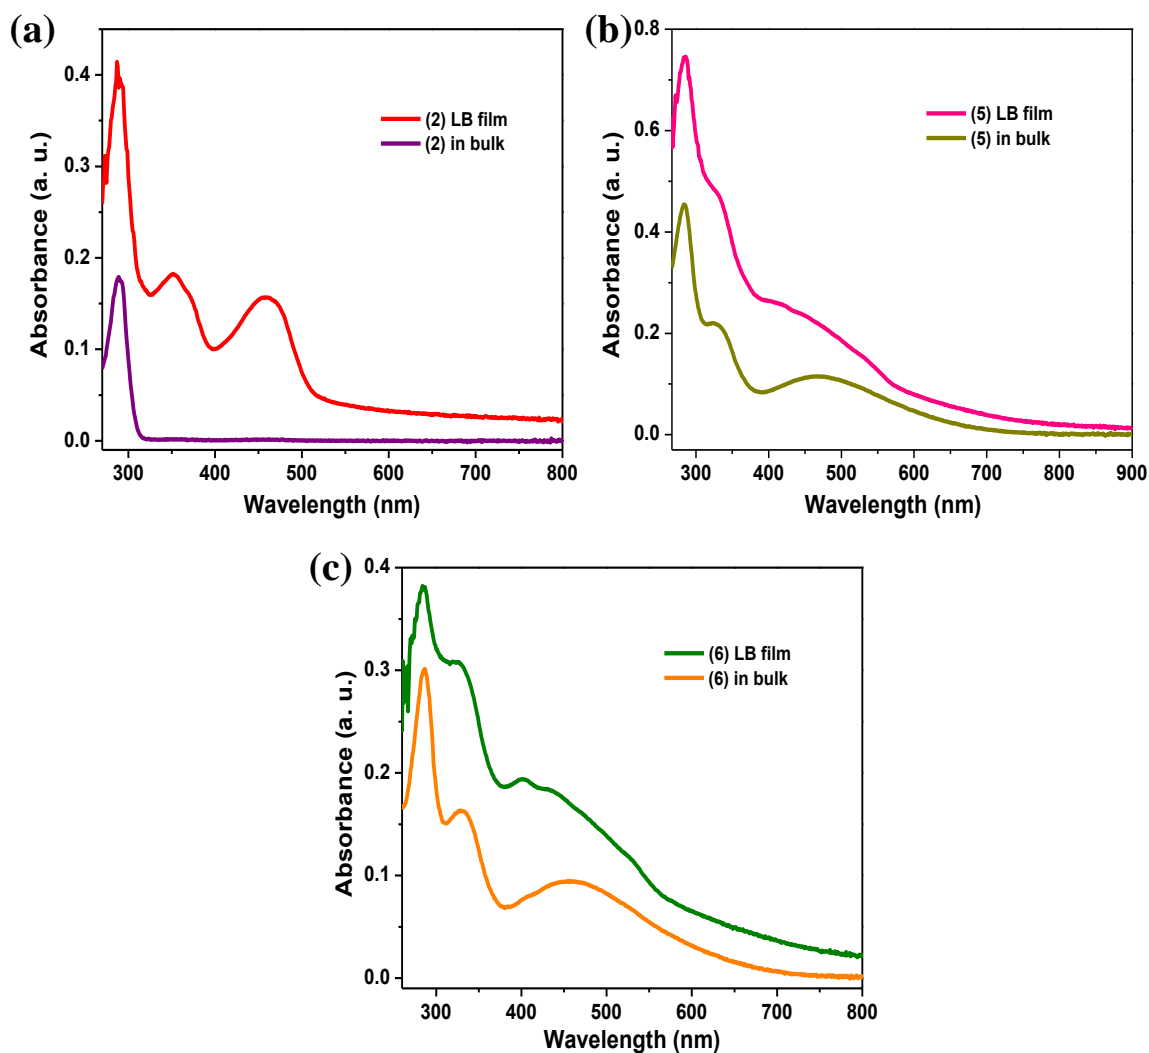 (a)
Absorbance (a. u.)
0.4
0.3
0.2
0.1
0.0
(2) LB film
(2) in bulk
300 400 500 600 700 800
Wavelength (nm)
(b)
Absorbance (a. u.)
0.8
0.6
0.4
0.2
0.0
(5) LB film
(5) in bulk
300 400 500 600 700 800 900
Wavelength (nm)
(c)
Absorbance (a. u.)
0.4
0.3
0.2
0.1
0.0
(6) LB film
(6) in bulk
300 400 500 600 700 800
Wavelength (nm)